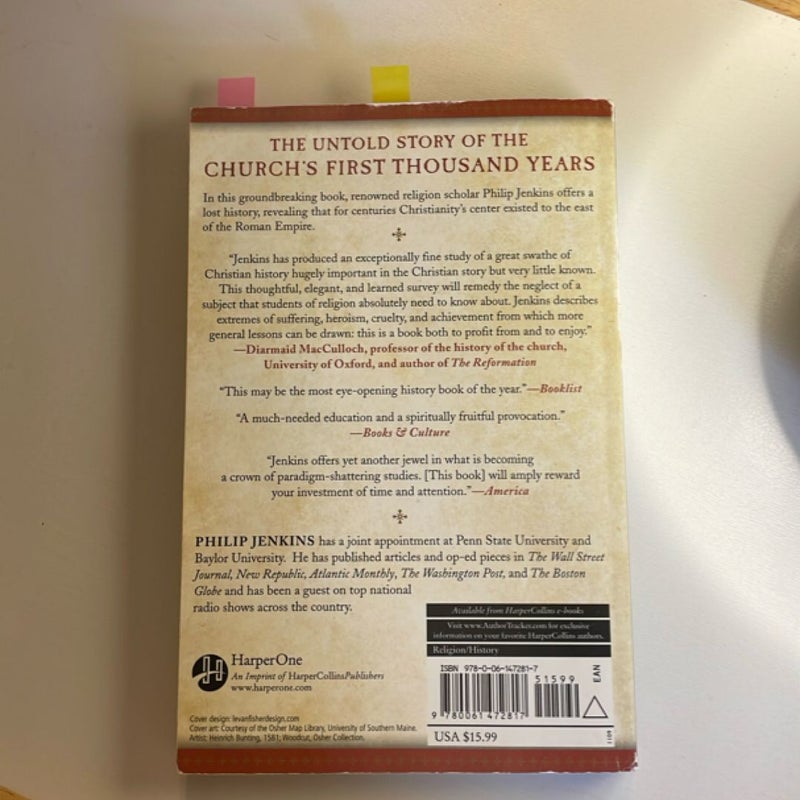 THE UNTOLD STORY OF THE
CHURCH'S FIRST THOUSAND YEARS
In this groundbreaking book, renowned religion scholar Philip Jenkins offers a
lost history, revealing that for centuries Christianity's center existed to the east
of the Roman Empire.
"Jenkins has produced an exceptionally fine study of a great swathe of
Christian history hugely important in the Christian story but very little known.
This thoughtful, elegant, and learned survey will remedy the neglect of a
subject that students of religion absolutely need to know about. Jenkins describes
extremes of suffering, heroism, cruelty, and achievement from which more
general lessons can be drawn: this is a book both to profit from and to enjoy."
—Diarmaid MacCulloch, professor of the history of the church,
University of Oxford, and author of The Reformation
"This may be the most eye-opening history book of the year."—Booklist
"A much-needed education and a spiritually fruitful provocation."
—Books & Culture
"Jenkins offers yet another jewel in what is becoming
a crown of paradigm-shattering studies. [This book] will amply reward
your investment of time and attention."—America
PHILIP JENKINS has a joint appointment at Penn State University and
Baylor University. He has published articles and op-ed pieces in The Wall Street
Journal, New Republic, Atlantic Monthly, The Washington Post, and The Boston
Globe and has been a guest on top national
radio shows across the country.
Available from HarperCollins e-books
Visit www.AuthorTracker.com for exclusive
information on your favorite HarperCollins authors.
Religion/History
HarperOne
An Imprint of HarperCollinsPublishers
www.harperone.com
ISBN 978-0-06-147281-7
51599
EAN
9 780061 472817
USA $15.99
1109
Cover design: levanfisherdesign.com
Cover art: Courtesy of the Osher Map Library, University of Southern Maine.
Artist: Heinrich Bunting, 1581; Woodcut, Osher Collection.